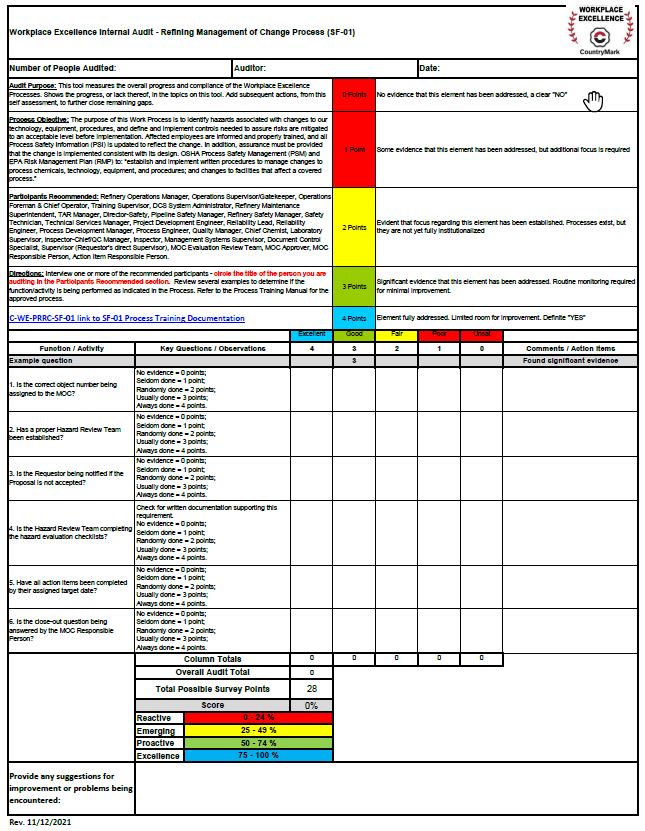 WORKPLACE
EXCELLENCE
CountryMark
Workplace Excellence Internal Audit - Refining Management of Change Process (SF-01)
Number of People Audited:
Auditor:
Date:
Audit Purpose: This tool measures the overall progress and compliance of the Workplace Excellence
Processes. Shows the progress, or lack thereof, in the topics on this tool. Add subsequent actions, from this
self assessment, to further close remaining gaps.
0 Points
No evidence that this element has been addressed, a clear "NO"
Process Objective: The purpose of this Work Process is to identify hazards associated with changes to our
technology, equipment, procedures, and define and implement controls needed to assure risks are mitigated
to an acceptable level before implementation. Affected employees are informed and properly trained, and all
Process Safety Information (PSI) is updated to reflect the change. In addition, assurance must be provided
that the change is implemented consistent with its design. OSHA Process Safety Management (PSM) and
EPA Risk Management Plan (RMP) to: "establish and implement written procedures to manage changes to
process chemicals, technology, equipment, and procedures; and changes to facilities that affect a covered
process."
1 Point
Some evidence that this element has been addressed, but additional focus is required
Participants Recommended: Refinery Operations Manager, Operations Supervisor/Gatekeeper, Operations
Foreman & Chief Operator, Training Supervisor, DCS System Administrator, Refinery Maintenance
Superintendent, TAR Manager, Director-Safety, Pipeline Safety Manager, Refinery Safety Manager, Safety
Technician, Technical Services Manager, Project Development Engineer, Reliability Lead, Reliability
Engineer, Process Development Manager, Process Engineer, Quality Manager, Chief Chemist, Laboratory
Supervisor, Inspector-Chief/QC Manager, Inspector, Management Systems Supervisor, Document Control
Specialist, Supervisor (Requestor's direct Supervisor), MOC Evaluation Review Team, MOC Approver, MOC
Responsible Person, Action Item Responsible Person.
2 Points
Evident that focus regarding this element has been established. Processes exist, but
they are not yet fully institutionalized
Directions: Interview one or more of the recommended participants - circle the title of the person you are
auditing in the Participants Recommended section. Review several examples to determine if the
function/activity is being performed as indicated in the Process. Refer to the Process Training Manual for the
approved process.
3 Points
Significant evidence that this element has been addressed. Routine monitoring required
for minimal improvement.
C-WE-PRRC-SF-01 link to SF-01 Process Training Documentation
4 Points
Element fully addressed. Limited room for improvement. Definite "YES"
Excellent Good Fair Poor Unsat
Function / Activity Key Questions / Observations 4 3 2 1 0 Comments / Action Items
Example question 3 Found significant evidence
1. Is the correct object number being
assigned to the MOC?
No evidence = 0 points;
Seldom done = 1 point;
Randomly done = 2 points;
Usually done = 3 points;
Always done = 4 points.
2. Has a proper Hazard Review Team
been established?
No evidence = 0 points;
Seldom done = 1 point;
Randomly done = 2 points;
Usually done = 3 points;
Always done = 4 points.
3. Is the Requestor being notified if the
Proposal is not accepted?
No evidence = 0 points;
Seldom done = 1 point;
Randomly done = 2 points;
Usually done = 3 points;
Always done = 4 points.
4. Is the Hazard Review Team completing
the hazard evaluation checklists?
Check for written documentation supporting this
requirement.
No evidence = 0 points;
Seldom done = 1 point;
Randomly done = 2 points;
Usually done = 3 points;
Always done = 4 points.
5. Have all action items been completed
by their assigned target date?
No evidence = 0 points;
Seldom done = 1 point;
Randomly done = 2 points;
Usually done = 3 points;
Always done = 4 points.
6. Is the close-out question being
answered by the MOC Responsible
Person?
No evidence = 0 points;
Seldom done = 1 point;
Randomly done = 2 points;
Usually done = 3 points;
Always done = 4 points.
Column Totals 0 0 0 0 0
Overall Audit Total 0
Total Possible Survey Points 28
Score 0%
Reactive 0 - 24 %
Emerging 25 - 49 %
Proactive 50 - 74 %
Excellence 75 - 100 %
Provide any suggestions for
improvement or problems being
encountered:
Rev. 11/12/2021